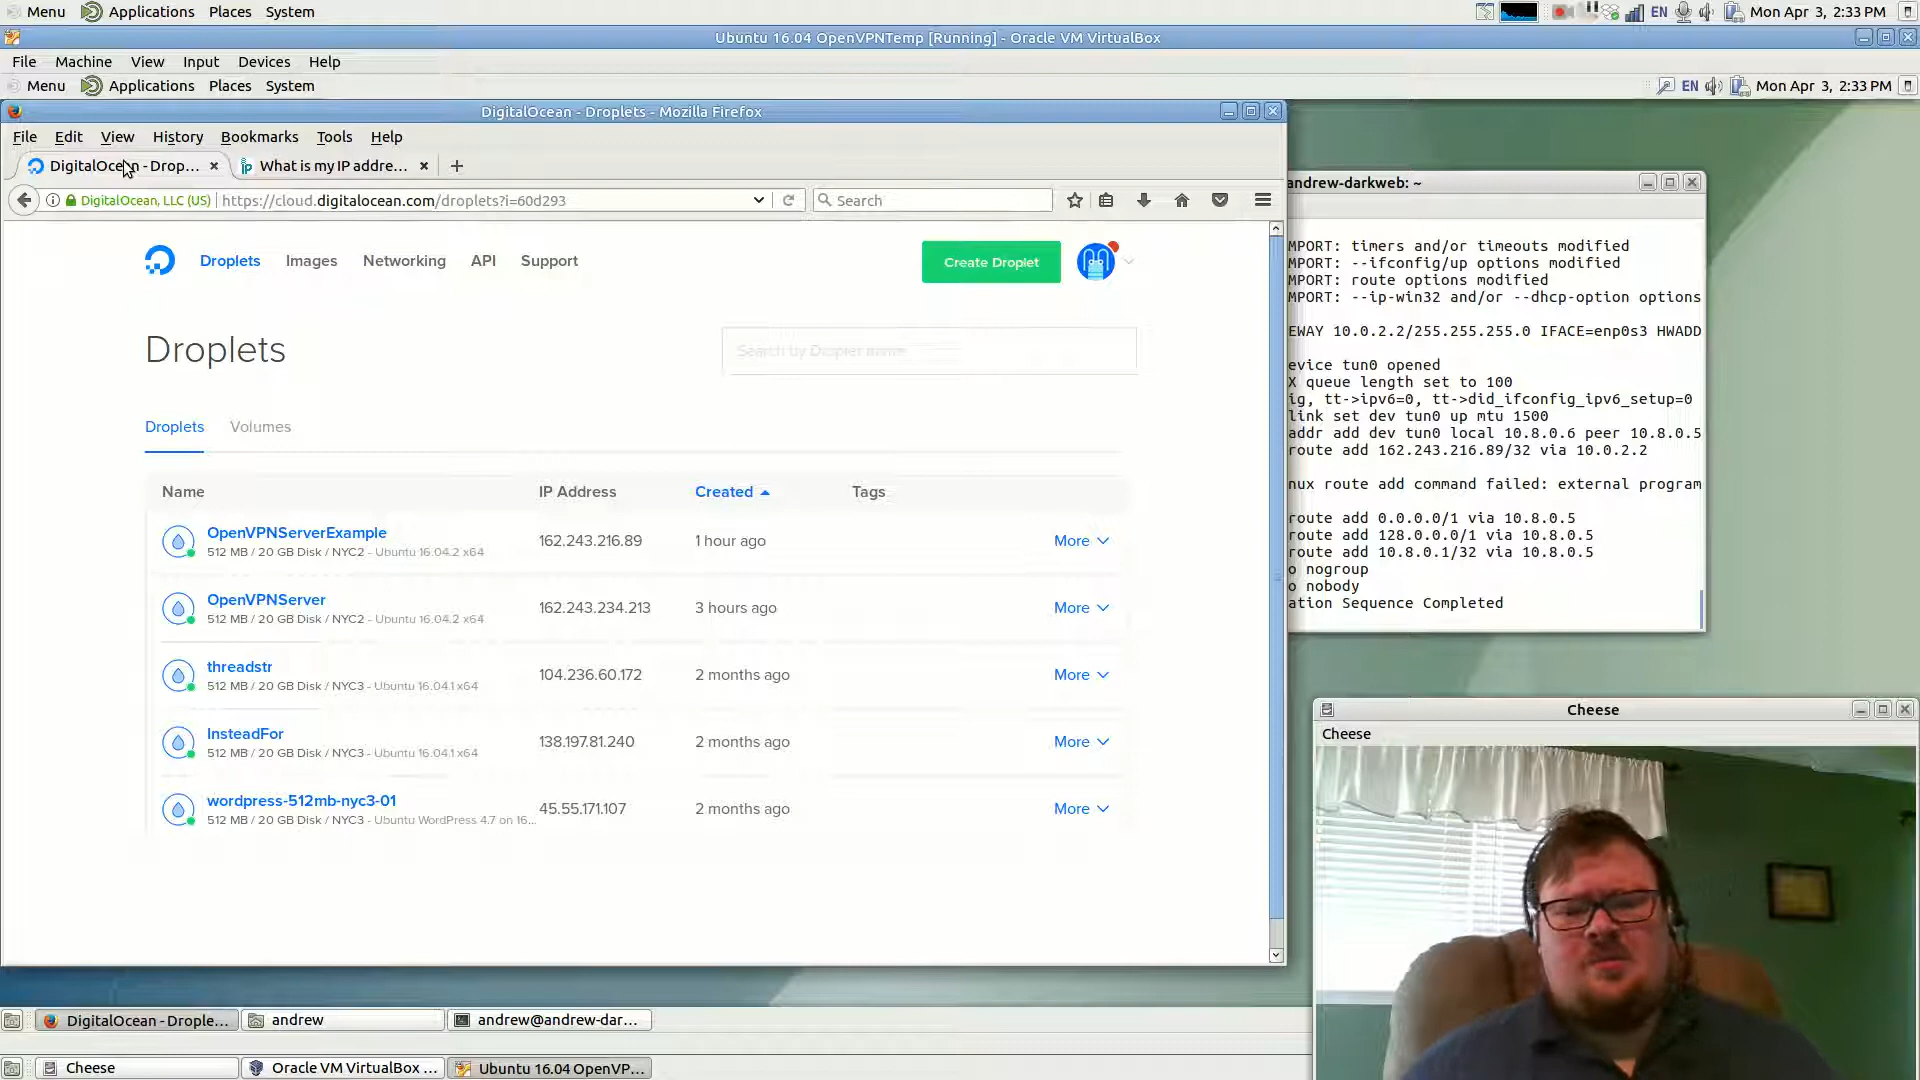 Menu Applications Places System EN Mon Apr 3, 2:33 PM
Ubuntu 16.04 OpenVPNTemp [Running] - Oracle VM VirtualBox
File Machine View Input Devices Help
Menu Applications Places System EN Mon Apr 3, 2:33 PM
DigitalOcean - Droplets - Mozilla Firefox
File Edit View History Bookmarks Tools Help
DigitalOcean - Drop... What is my IP addre...
DigitalOcean, LLC (US) https://cloud.digitalocean.com/droplets?i=60d293 Search
Droplets Images Networking API Support Create Droplet
Droplets Search by Droplet name
Droplets Volumes
Name IP Address Created Tags
OpenVPNServerExample 162.243.216.89 1 hour ago More
512 MB / 20 GB Disk / NYC2 - Ubuntu 16.04.2 x64
OpenVPNServer 162.243.234.213 3 hours ago More
512 MB / 20 GB Disk / NYC2 - Ubuntu 16.04.2 x64
threadstr 104.236.60.172 2 months ago More
512 MB / 20 GB Disk / NYC3 - Ubuntu 16.04.1 x64
InsteadFor 138.197.81.240 2 months ago More
512 MB / 20 GB Disk / NYC3 - Ubuntu 16.04.1 x64
wordpress-512mb-nyc3-01 45.55.171.107 2 months ago More
512 MB / 20 GB Disk / NYC3 - Ubuntu WordPress 4.7 on 16...
andrew-darkweb: ~
MPORT: timers and/or timeouts modified
MPORT: --ifconfig/up options modified
MPORT: route options modified
MPORT: --ip-win32 and/or --dhcp-option options
EWAY 10.0.2.2/255.255.255.0 IFACE=enp0s3 HWADD
evice tun0 opened
X queue length set to 100
ig, tt->ipv6=0, tt->did_ifconfig_ipv6_setup=0
link set dev tun0 up mtu 1500
addr add dev tun0 local 10.8.0.6 peer 10.8.0.5
route add 162.243.216.89/32 via 10.0.2.2
nux route add command failed: external program
route add 0.0.0.0/1 via 10.8.0.5
route add 128.0.0.0/1 via 10.8.0.5
route add 10.8.0.1/32 via 10.8.0.5
o nogroup
o nobody
ation Sequence Completed
Cheese
Cheese
DigitalOcean - Drople... andrew andrew@andrew-dar...
Cheese Oracle VM VirtualBox ... Ubuntu 16.04 OpenVP...